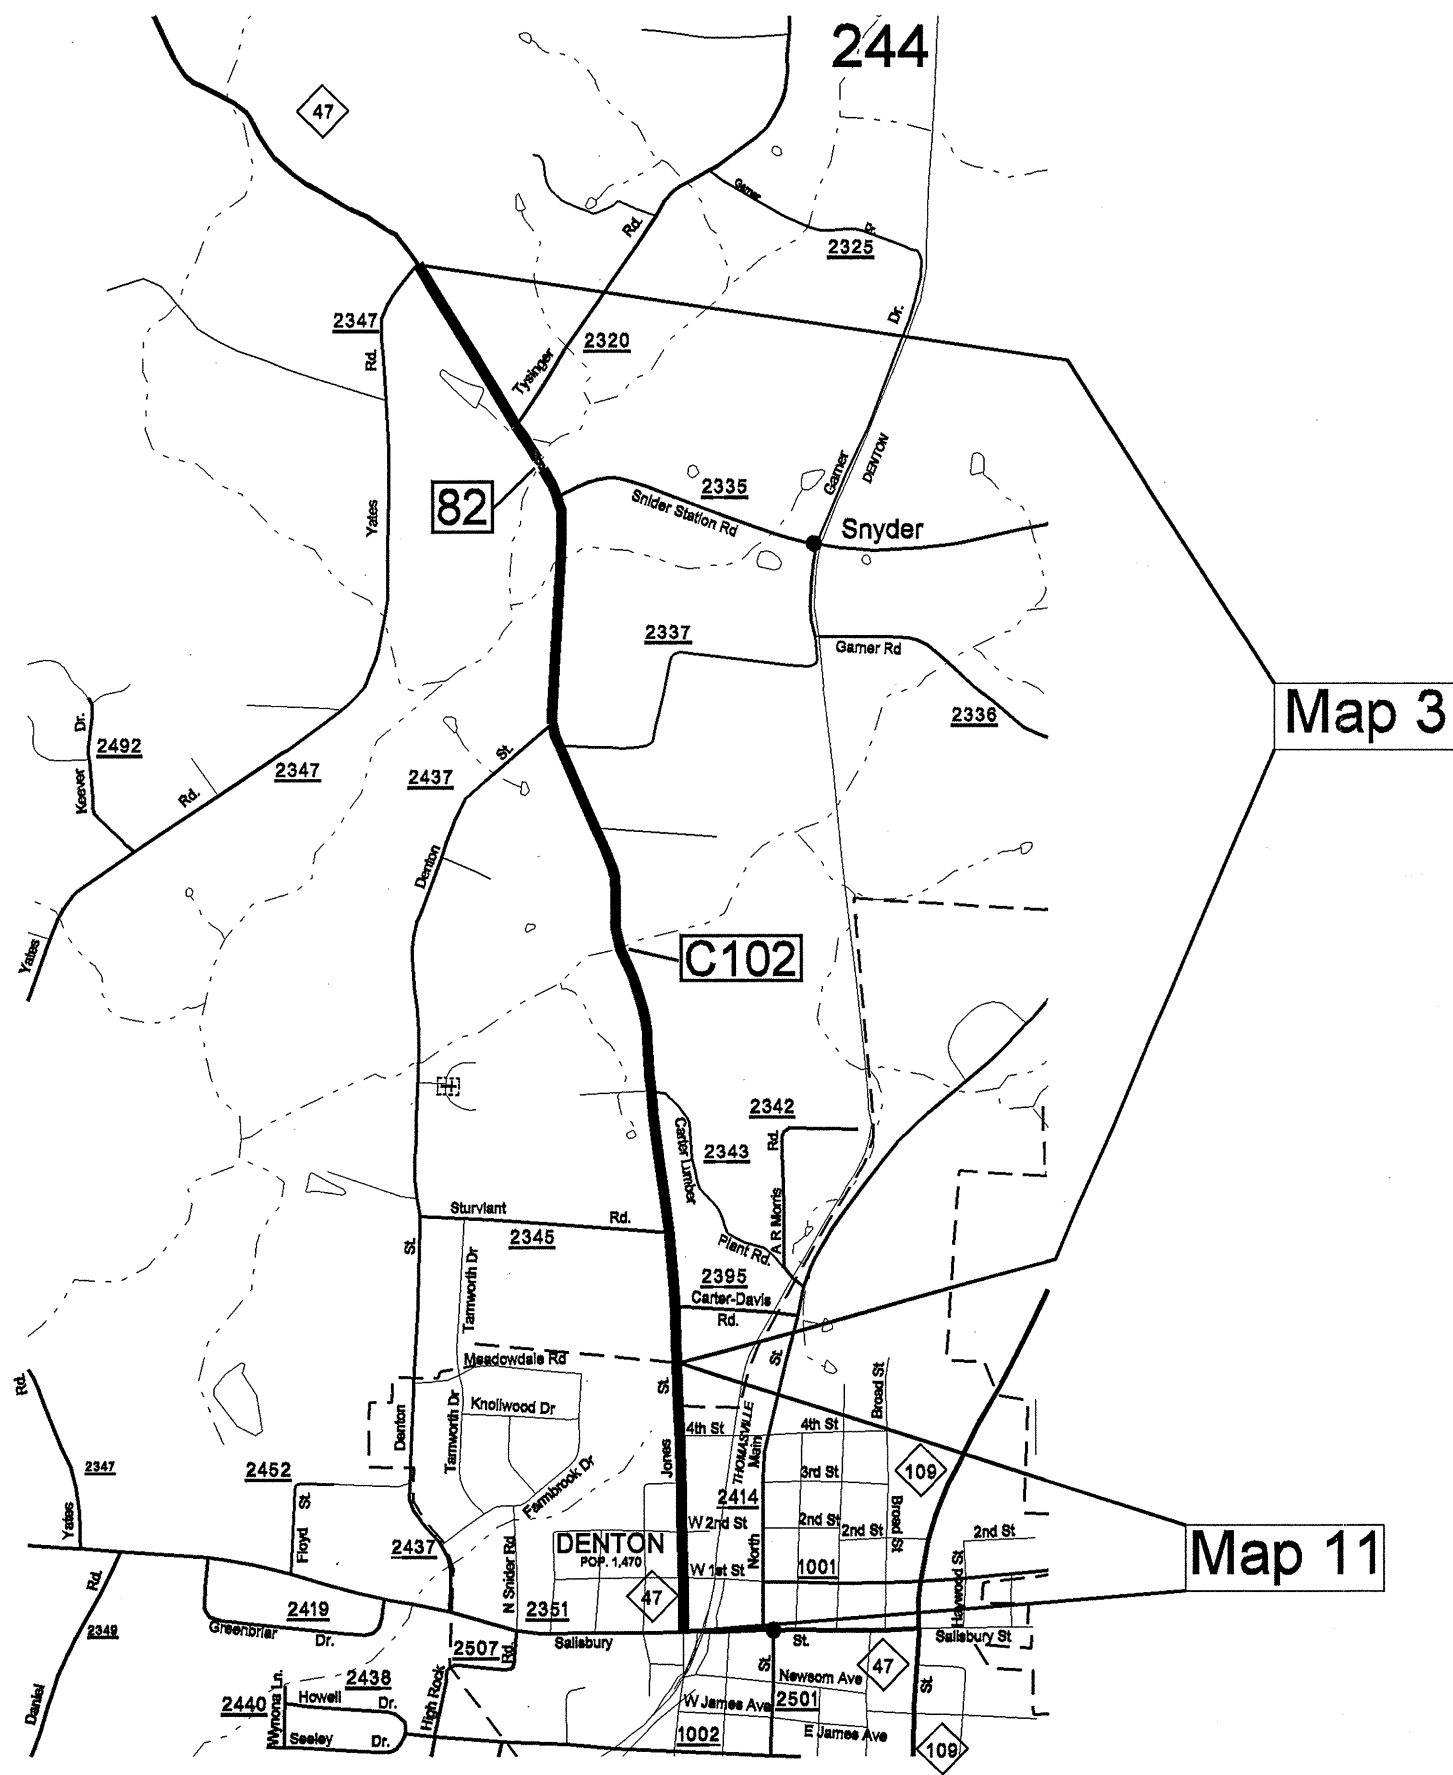 244
47
Garner
Rd.
2325
Dr.
2347
Rd.
2320
Tysinger
Garner
DENTON
82
2335
Snider Station Rd
Snyder
Yates
2337
Garner Rd
Map 3
2336
Dr.
2492
Keever
2347
Rd.
2437
St.
Denton
Yates
C102
2342
Carter Lumber
2343
Rd.
A R Morris
Plant Rd.
Sturviant
Rd.
2345
St.
Tamworth Dr
2395
Carter-Davis
Rd.
Meadowdale Rd
St.
St.
Rd.
Broad St
Knollwood Dr
Denton
Tamworth Dr
THOMASVILLE
4th St
4th St
Main
Jones
2347
2452
Farmbrook Dr
3rd St
109
2414
Yates
Floyd
St.
W 2nd St
2nd St
2nd St
Broad St
2nd St
2437
DENTON
POP. 1,470
North
W 1st St
1001
Map 11
Rd.
N Snider Rd
47
Haywood St
2419
Greenbriar
Dr.
2351
Salisbury
St.
Salisbury St
2349
2507
Rd.
St.
Newsom Ave
47
St.
Wynona Ln.
2438
2440
Howell
Dr.
High Rock
W James Ave
2501
Danial
Seeley
Dr.
1002
E James Ave
109